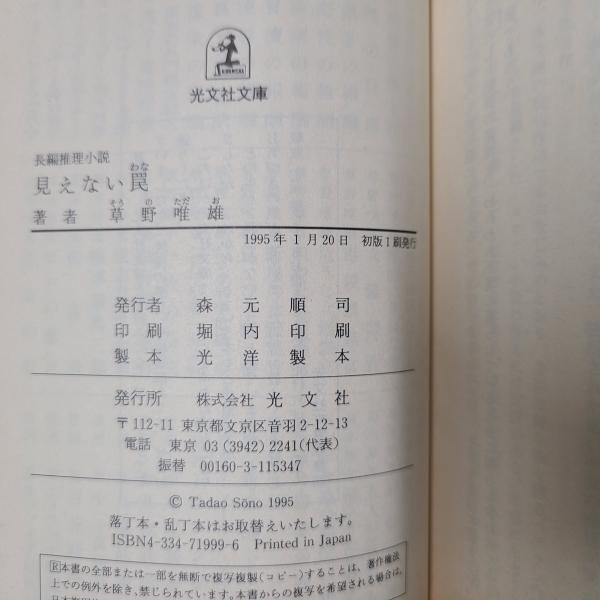 光文社文庫
長編推理小説
見えない罠
わな
著者 草野唯雄
そう の ただ お
1995年1月20日 初版1刷発行
発行者 森元順司
印刷 堀内印刷
製本 光洋製本
発行所 株式会社 光文社
〒112-11 東京都文京区音羽2-12-13
電話 東京 03(3942)2241(代表)
振替 00160-3-115347
© Tadao Sōno 1995
落丁本・乱丁本はお取替えいたします。
ISBN4-334-71999-6 Printed in Japan
Ⓡ本書の全部または一部を無断で複写複製(コピー)することは、著作権法
上での例外を除き、禁じられています。本書からの複写を希望される場合は、